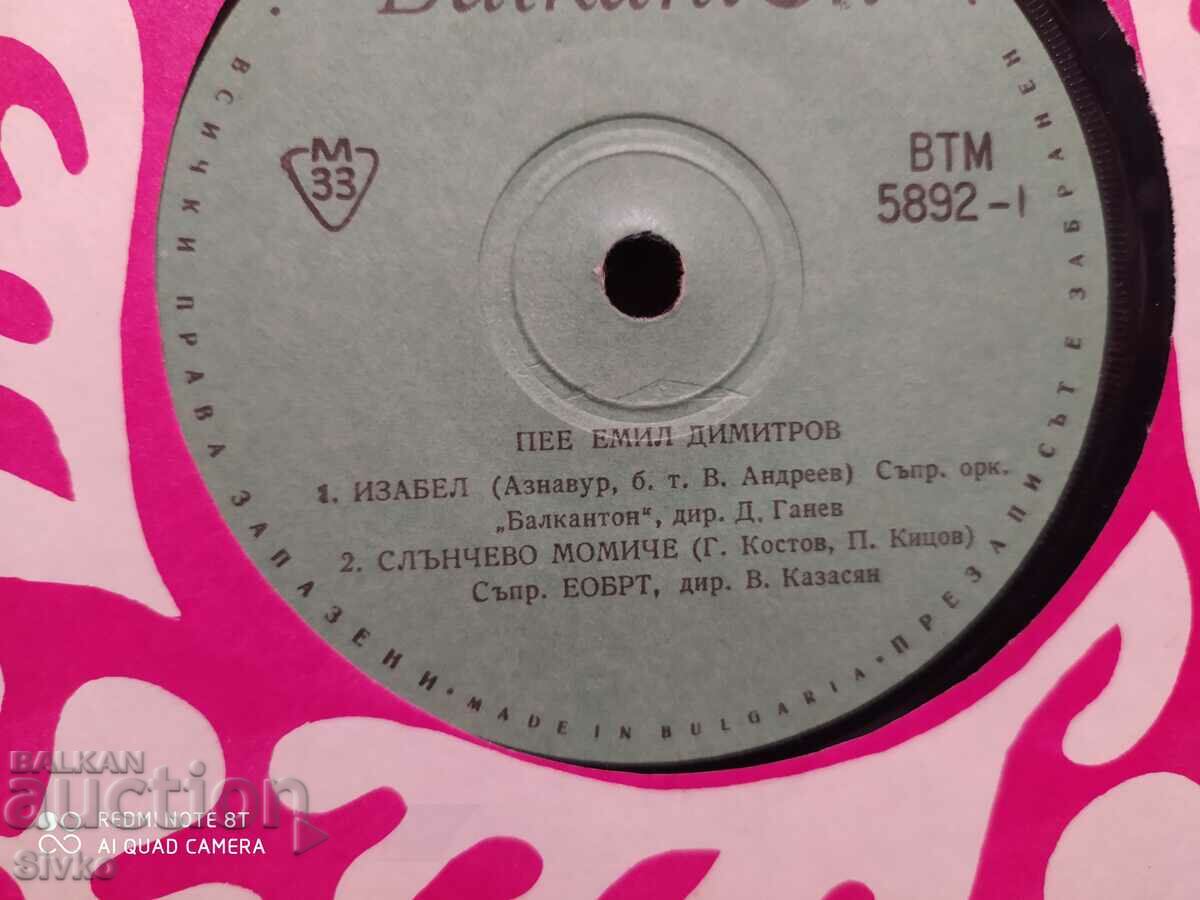 Balkanton
М
33
ВТМ
5892-1
ПЕЕ ЕМИЛ ДИМИТРОВ
1. ИЗАБЕЛ (Азнавур, б. т. В. Андреев) Съпр. орк.
„Балкантон“, дир. Д. Ганев
2. СЛЪНЧЕВО МОМИЧЕ (Г. Костов, П. Кицов)
Съпр. ЕОБРТ, дир. В. Казасян
ВСИЧКИ ПРАВА ЗАПАЗЕНИ • MADE IN BULGARIA • ПРЕЗАПИСЪТ Е ЗАБРАНЕН
BALKAN
auction
REDMI NOTE 8T
AI QUAD CAMERA
Sivko